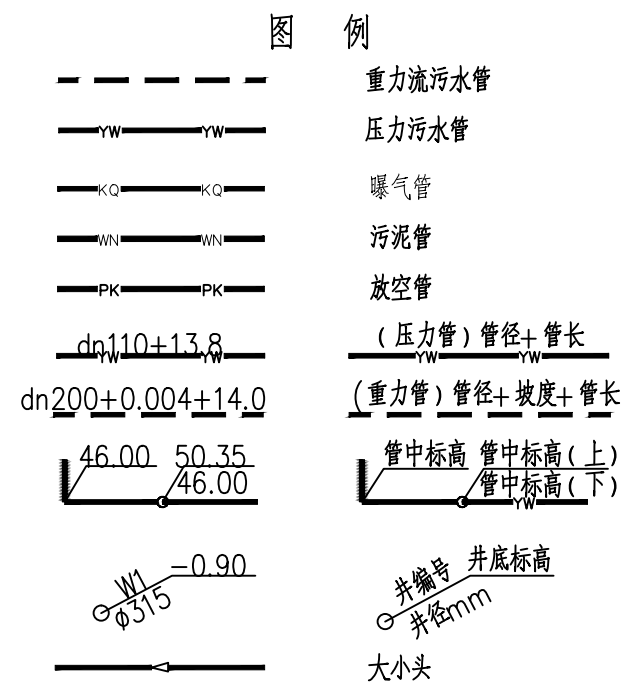 图 例
重力流污水管
YW YW 压力污水管
KQ KQ 曝气管
WN WN 污泥管
PK PK 放空管
dn110+13.8 (压力管)管径+管长
YW YW YW YW
dn200+0.004+14.0 (重力管)管径+坡度+管长
46.00 50.35 管中标高 管中标高(上)
46.00 管中标高(下)
YW
W1 -0.90 井编号 井底标高
ϕ315 井径mm
大小头